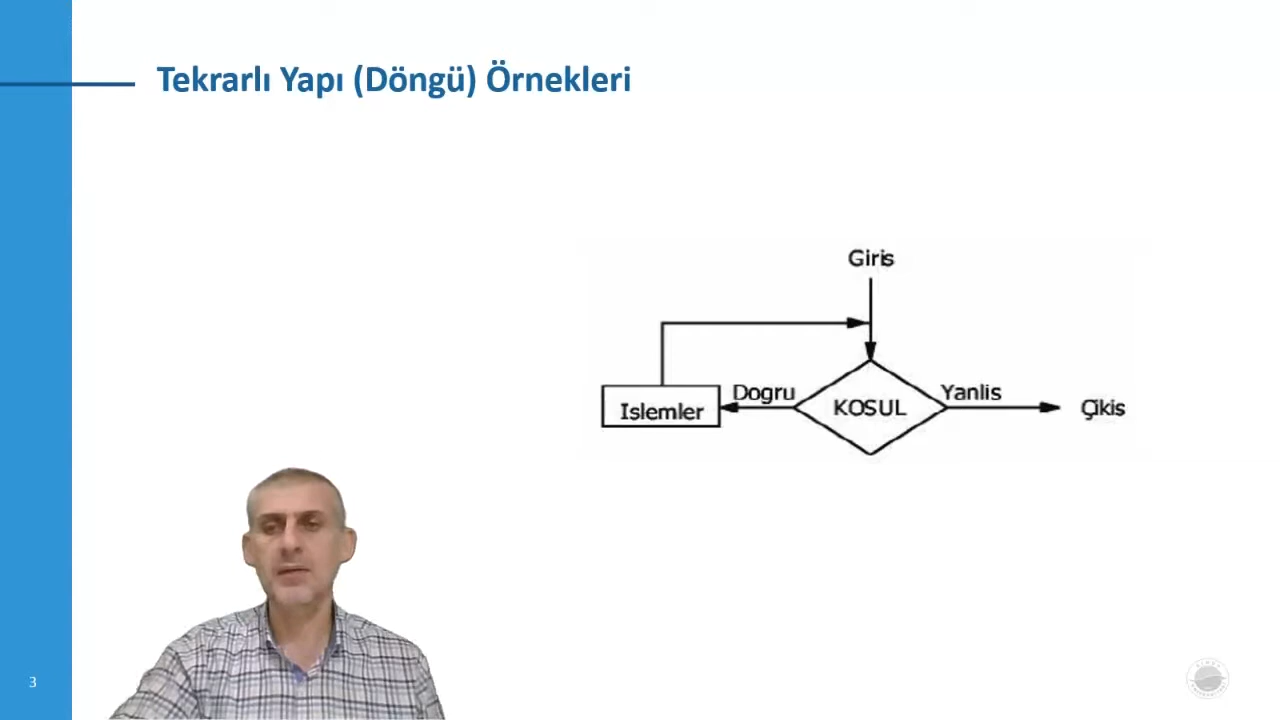 Tekrarlı Yapı (Döngü) Örnekleri
Giris
Dogru
Yanlis
Islemler
KOSUL
Çikis
3